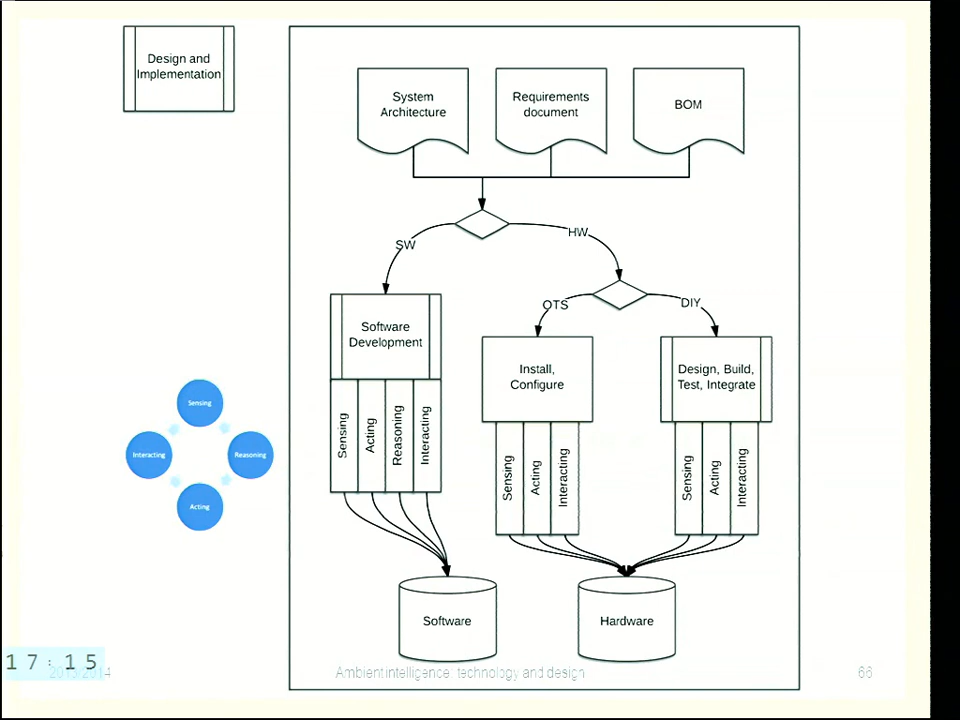 Design and
Implementation
System
Architecture
Requirements
document
BOM
SW
HW
OTS
DIY
Software
Development
Install,
Configure
Design, Build,
Test, Integrate
Sensing
Acting
Reasoning
Interacting
Sensing
Acting
Interacting
Sensing
Acting
Interacting
Sensing
Interacting
Reasoning
Acting
Software
Hardware
17:15
2013/2014
Ambient intelligence: technology and design
66